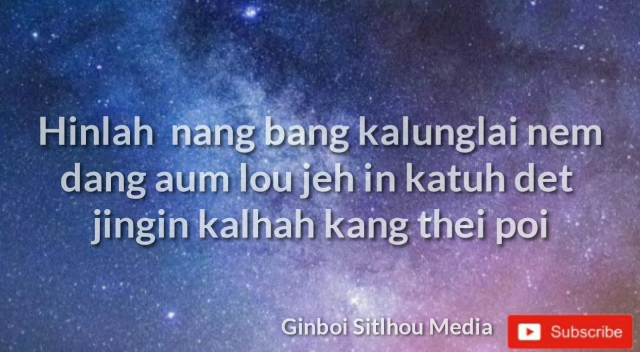 Hinlah nang bang kalunglai nem
dang aum lou jeh in katuh det
jingin kalhah kang thei poi
Ginboi Sitlhou Media
Subscribe